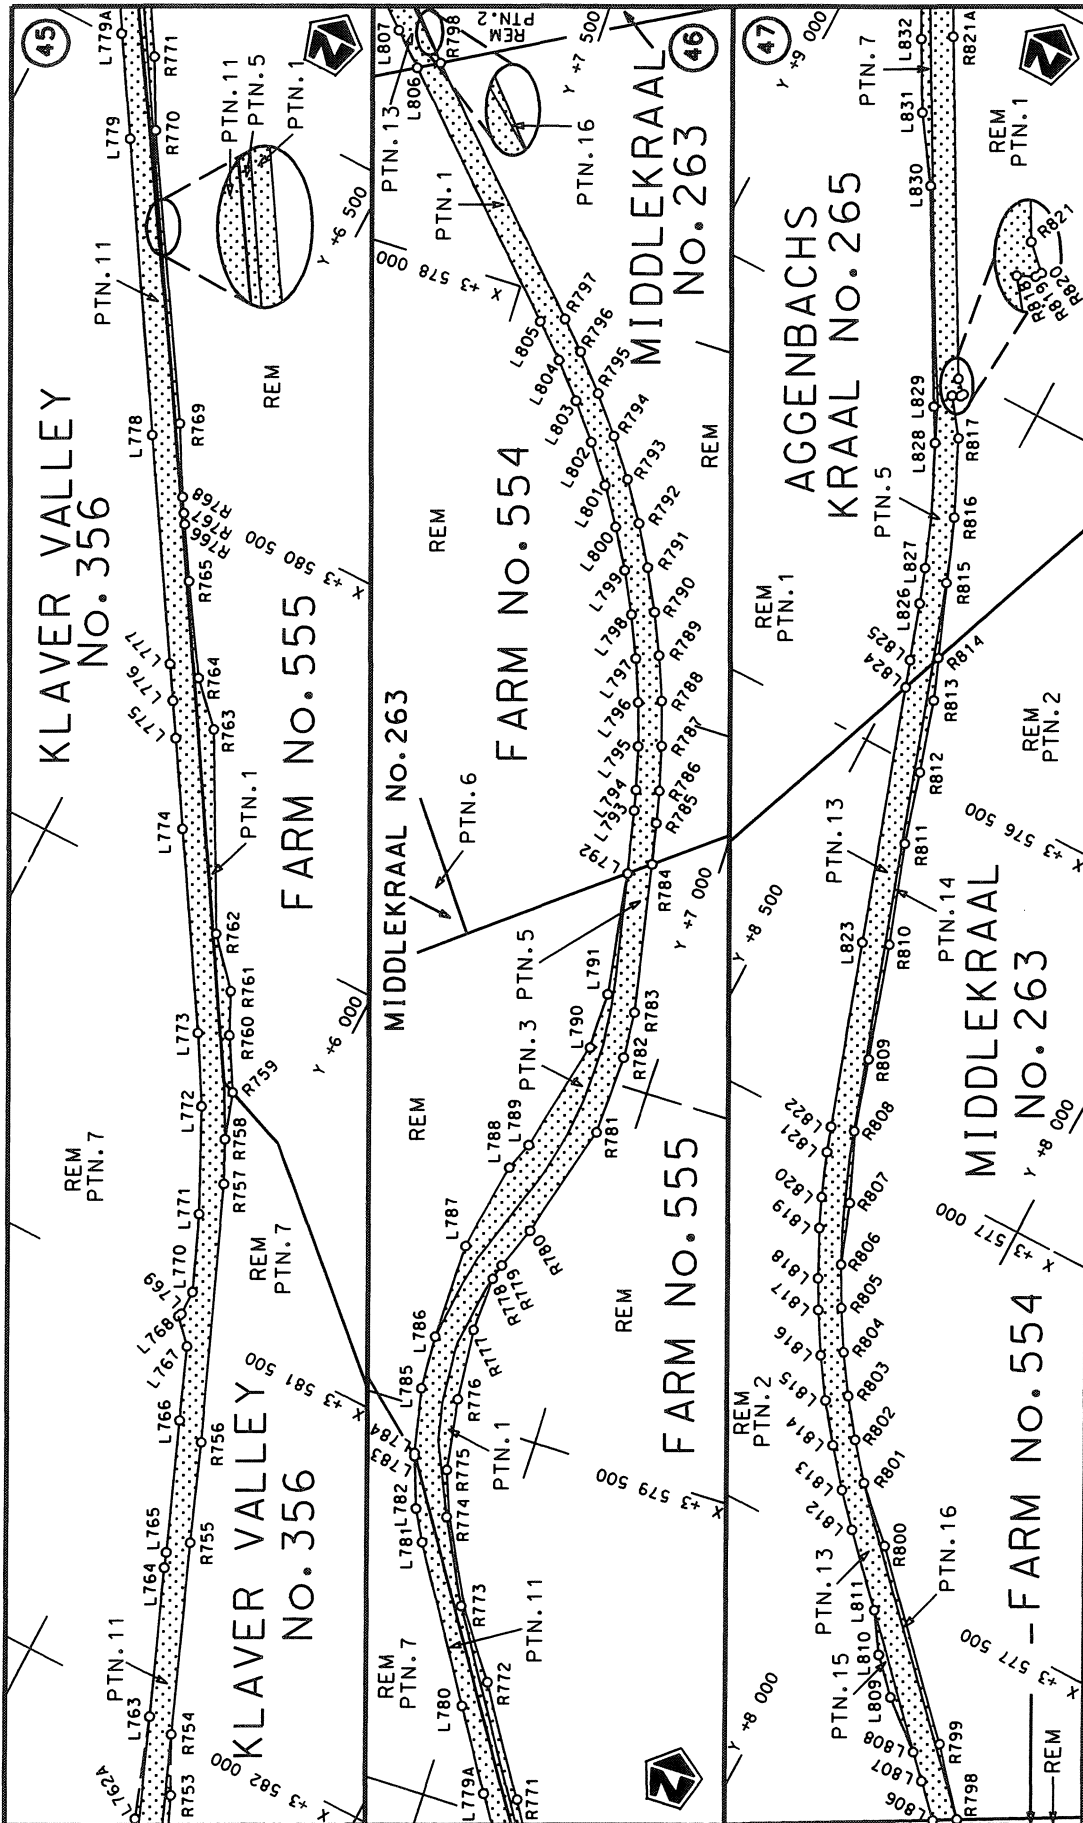 45
L779A
R771
PTN.11
PTN.5
PTN.1
L779
R770
PTN.11
Y +6 500
KLAVER VALLEY
No.356
L778
R769
REM
R768
R767
R766
X +3 580 500
R765
FARM No.555
L777
L776
L775
R764
R763
L774
PTN.1
R762
R761
L773
R760
Y +6 000
R759
L772
REM
PTN.7
R758
R757
L771
REM
PTN.7
L770
L769
L768
L767
X +3 581 500
L766
R756
KLAVER VALLEY
No.356
L765
L764
R755
PTN.11
L763
R754
X +3 582 000
L762A
R753
46
L807
R798
REM
PTN.2
Y +7 500
L806
PTN.13
PTN.16
MIDDLEKRAAL
No.263
PTN.1
X +3 578 000
L805
R797
L804
R796
L803
R795
L802
R794
L801
R793
REM
REM
FARM No.554
L800
R792
L799
R791
L798
R790
L797
R789
L796
R788
L795
R787
L794
R786
L793
R785
MIDDLEKRAAL No.263
PTN.6
L792
R784
Y +7 000
PTN.5
L791
R783
PTN.3
L790
R782
REM
L789
R781
L788
L787
R780
R779
R778
FARM No.555
REM
L786
R777
L785
R776
L784
L783
PTN.1
R775
X +3 579 500
L782
R774
L781
R773
PTN.11
REM
PTN.7
L780
R772
L779A
R771
47
Y +9 000
L832
R821A
PTN.7
L831
REM
PTN.1
L830
R821
R818
R819
R820
AGGENBACHS
KRAAL No.265
L829
L828
R817
PTN.5
R816
L827
REM
PTN.1
L826
R815
L825
L824
R814
R813
REM
PTN.2
R812
X +3 576 500
PTN.13
R811
PTN.14
Y +8 500
L823
R810
MIDDLEKRAAL
No.263
R809
Y +8 000
L822
L821
R808
L820
R807
L819
X +3 577 000
L818
R806
L817
R805
L816
R804
REM
PTN.2
L815
R803
L814
R802
L813
R801
FARM No.554
L812
R800
PTN.16
PTN.13
L811
L810
X +3 577 500
PTN.15
L809
Y +8 000
L808
R799
L807
REM
L806
R798